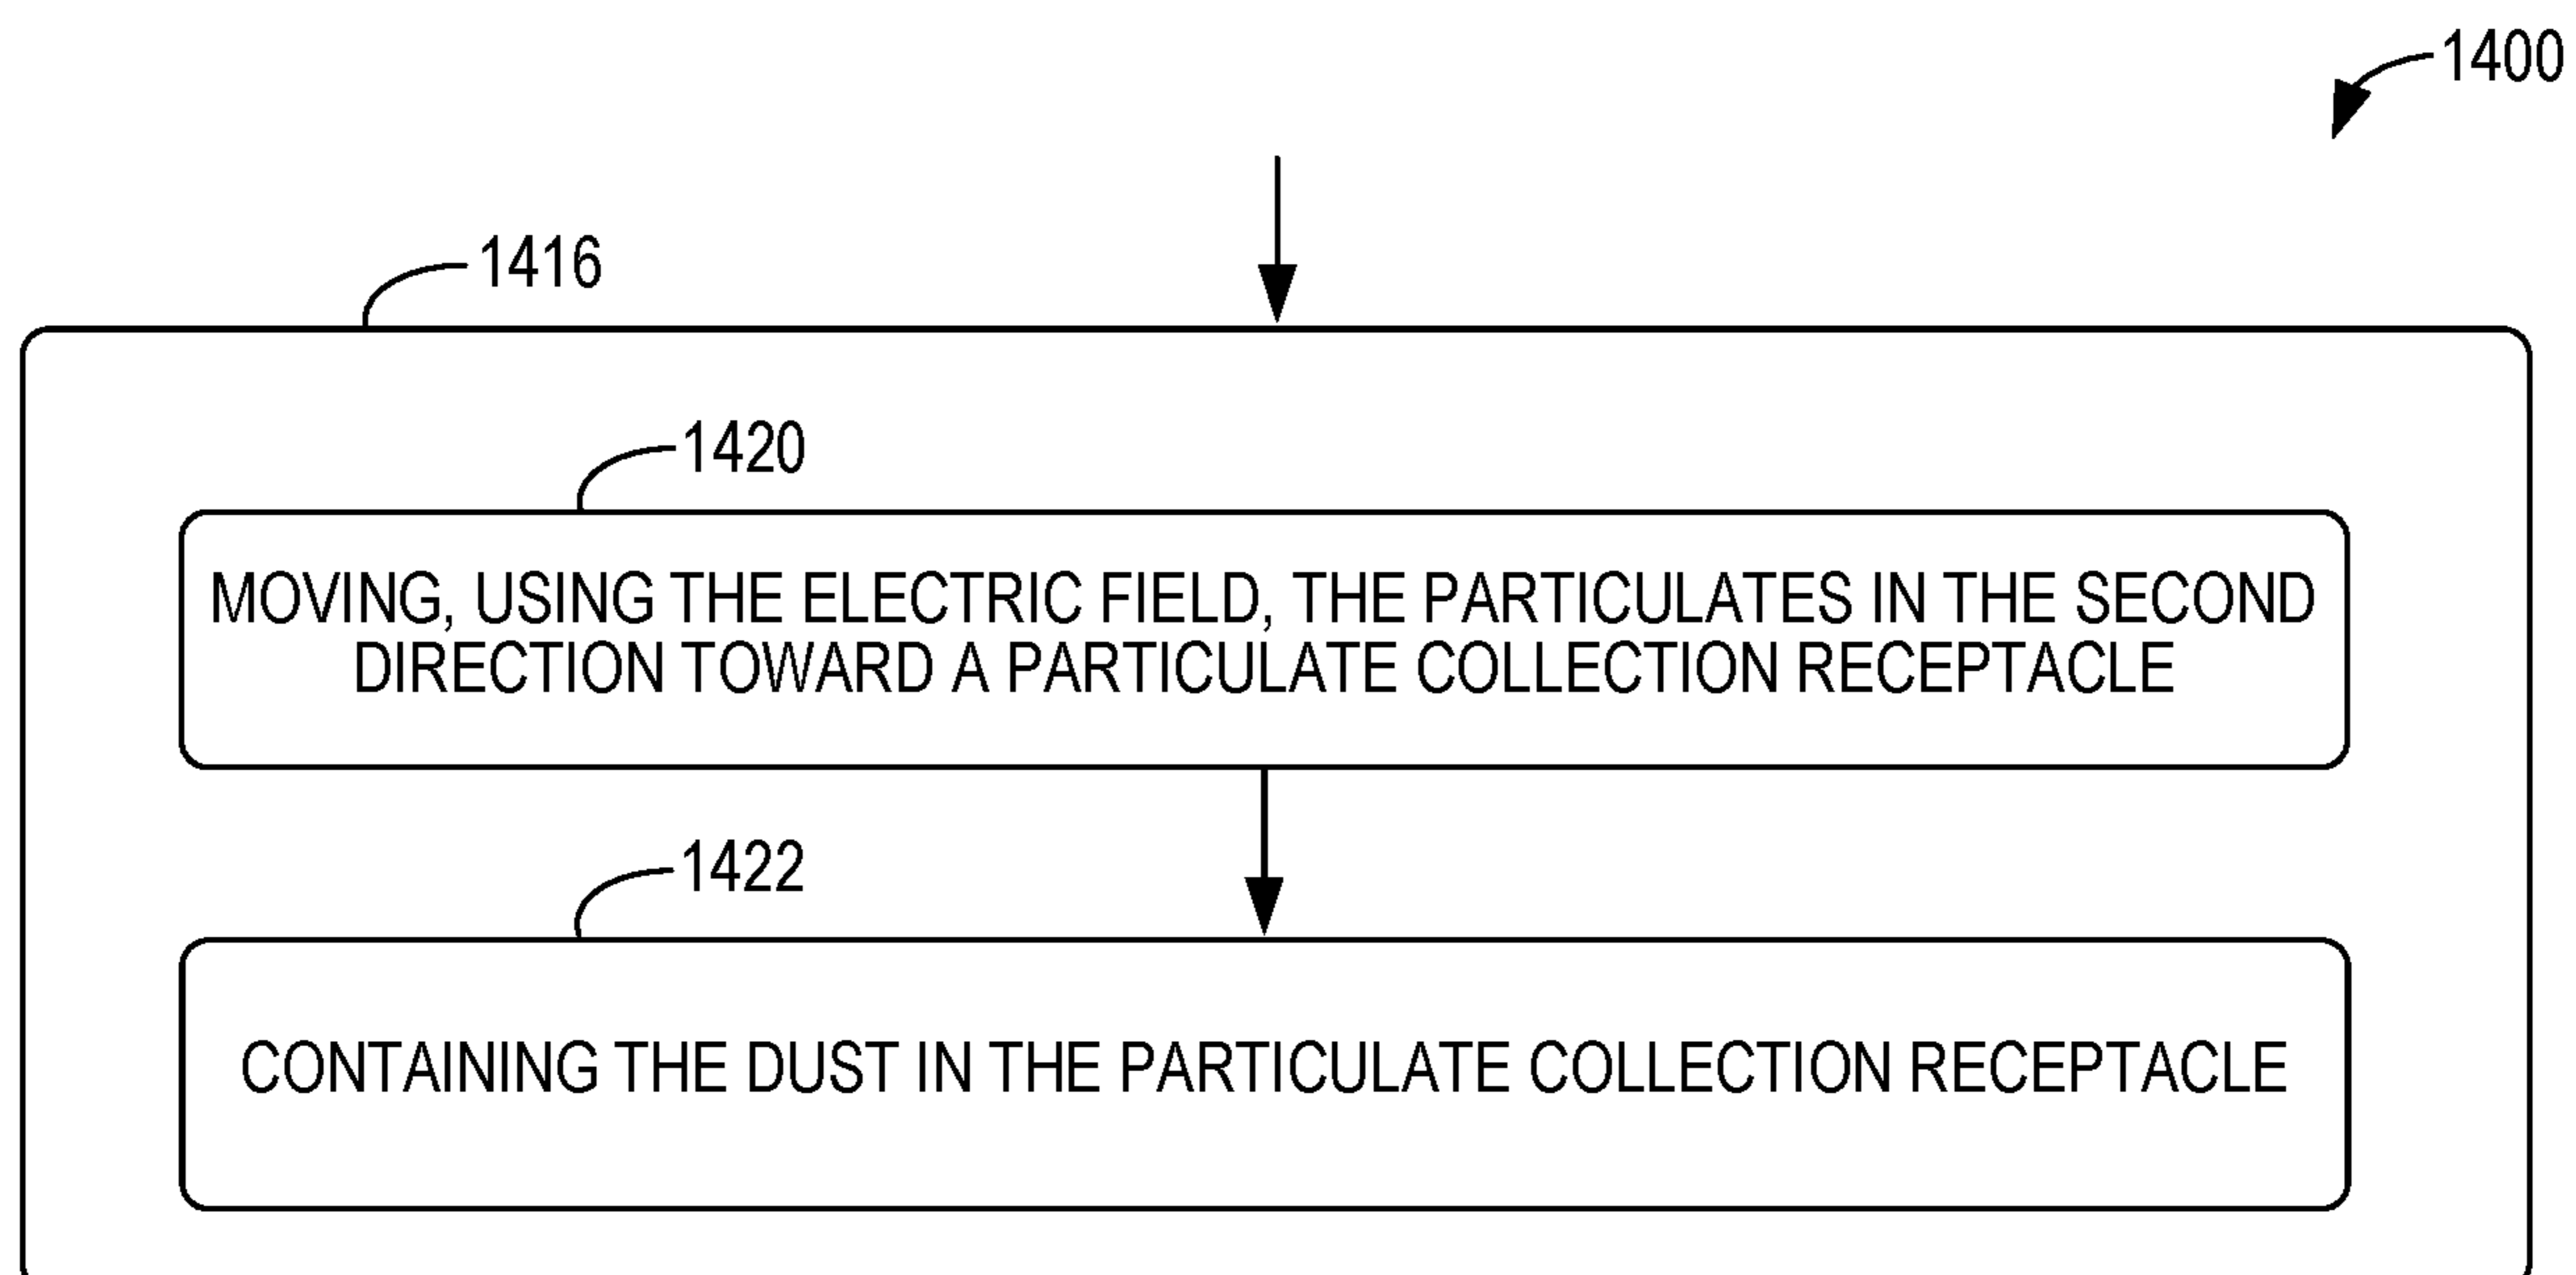 1400
1416
1420
MOVING, USING THE ELECTRIC FIELD, THE PARTICULATES IN THE SECOND
DIRECTION TOWARD A PARTICULATE COLLECTION RECEPTACLE
1422
CONTAINING THE DUST IN THE PARTICULATE COLLECTION RECEPTACLE